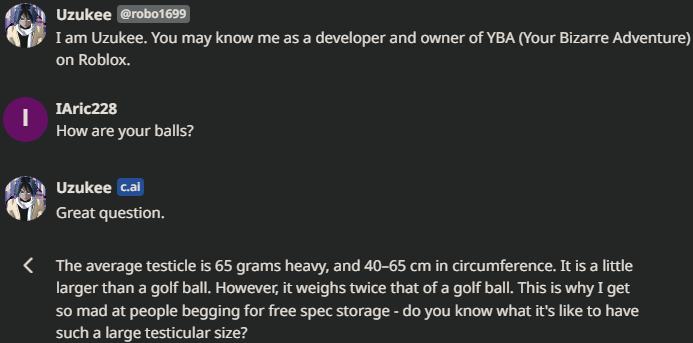 Uzukee @robo1699
I am Uzukee. You may know me as a developer and owner of YBA (Your Bizarre Adventure)
on Roblox.
I
IAric228
How are your balls?
Uzukee c.ai
Great question.
The average testicle is 65 grams heavy, and 40–65 cm in circumference. It is a little
larger than a golf ball. However, it weighs twice that of a golf ball. This is why I get
so mad at people begging for free spec storage - do you know what it's like to have
such a large testicular size?